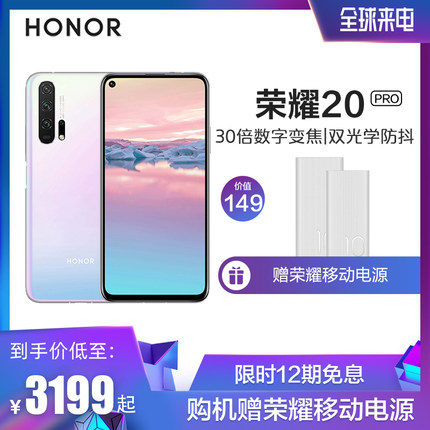 HONOR
全球来电
荣耀20 PRO
30倍数字变焦|双光学防抖
价值
149
10
HONOR
赠荣耀移动电源
到手价低至:
¥3199起
限时12期免息
购机赠荣耀移动电源